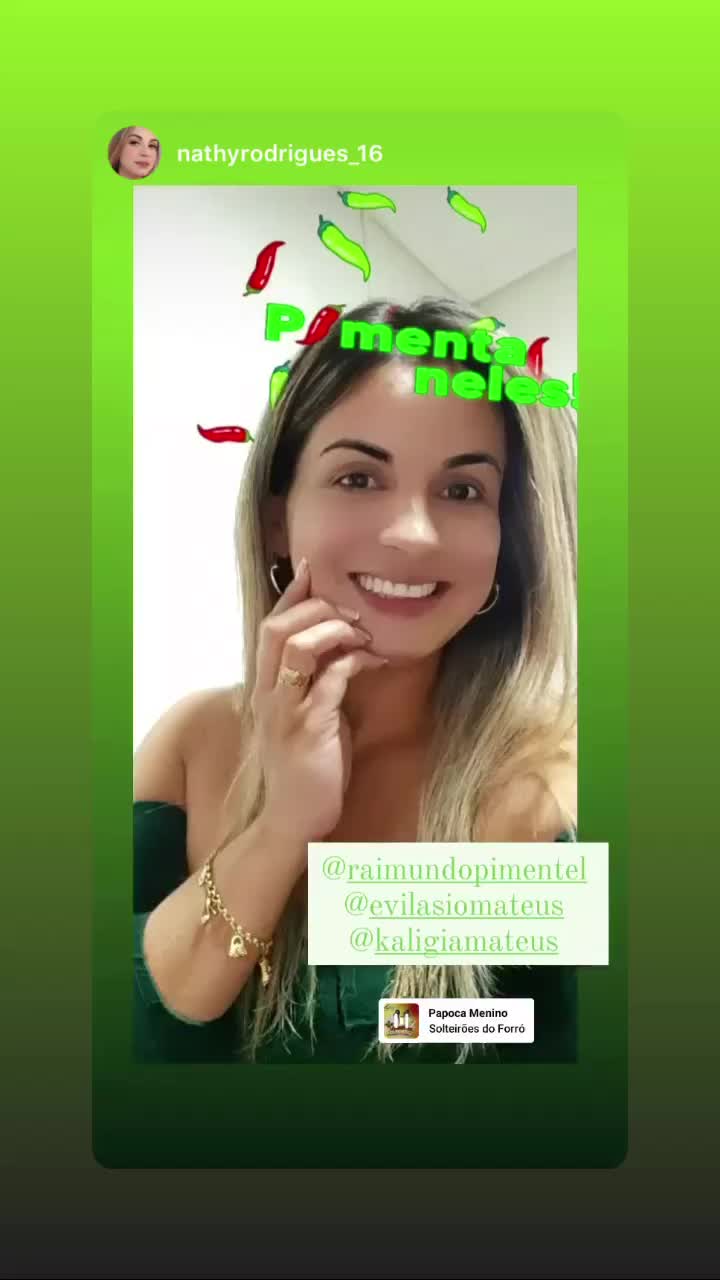 nathyrodrigues_16
Pimenta
neles!
@raimundopimentel
@evilasiomateus
@kaligiamateus
Papoca Menino
Solteirões do Forró